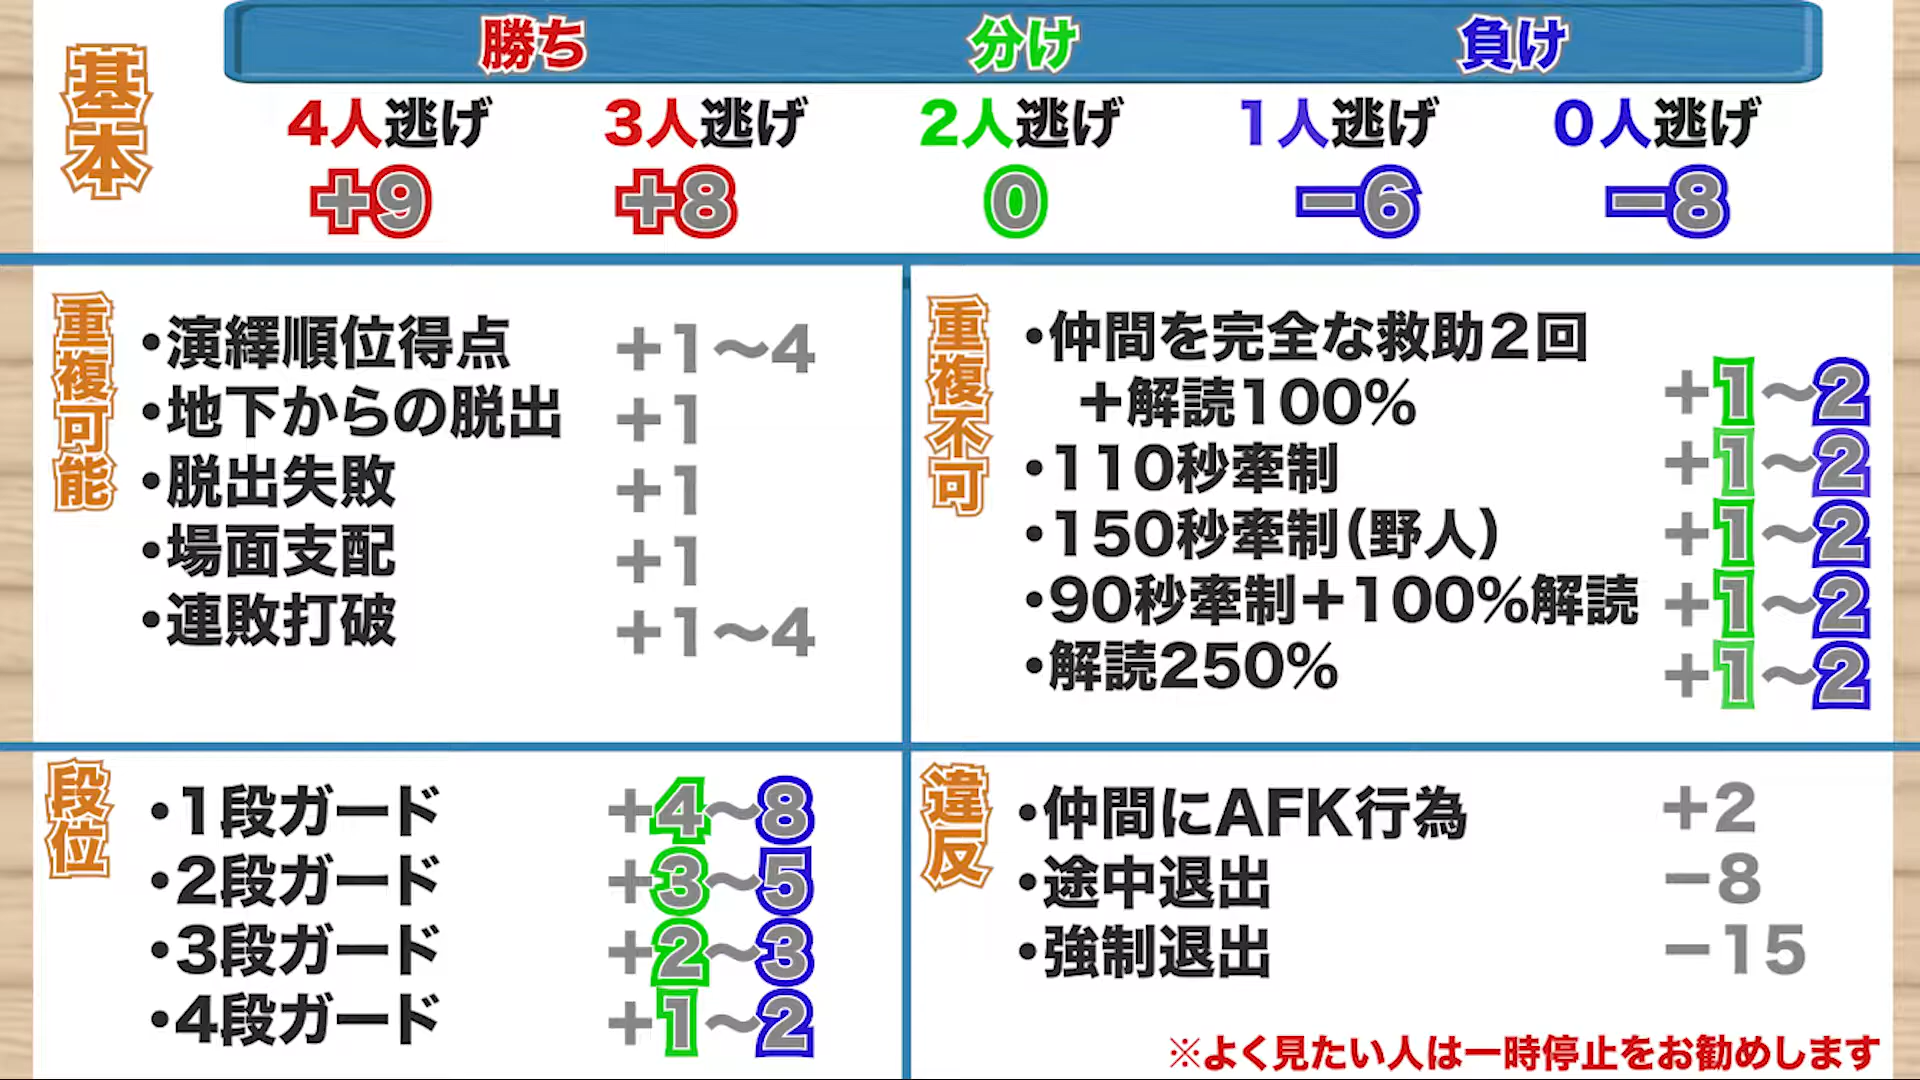 基本
勝ち 分け 負け
4人逃げ 3人逃げ 2人逃げ 1人逃げ 0人逃げ
+9 +8 0 −6 −8
重複可能
・演繹順位得点 +1〜4
・地下からの脱出 +1
・脱出失敗 +1
・場面支配 +1
・連敗打破 +1〜4
重複不可
・仲間を完全な救助2回
+解読100% +1〜2
・110秒牽制 +1〜2
・150秒牽制(野人) +1〜2
・90秒牽制+100%解読 +1〜2
・解読250% +1〜2
段位
・1段ガード +4〜8
・2段ガード +3〜5
・3段ガード +2〜3
・4段ガード +1〜2
違反
・仲間にAFK行為 +2
・途中退出 −8
・強制退出 −15
※よく見たい人は一時停止をお勧めします